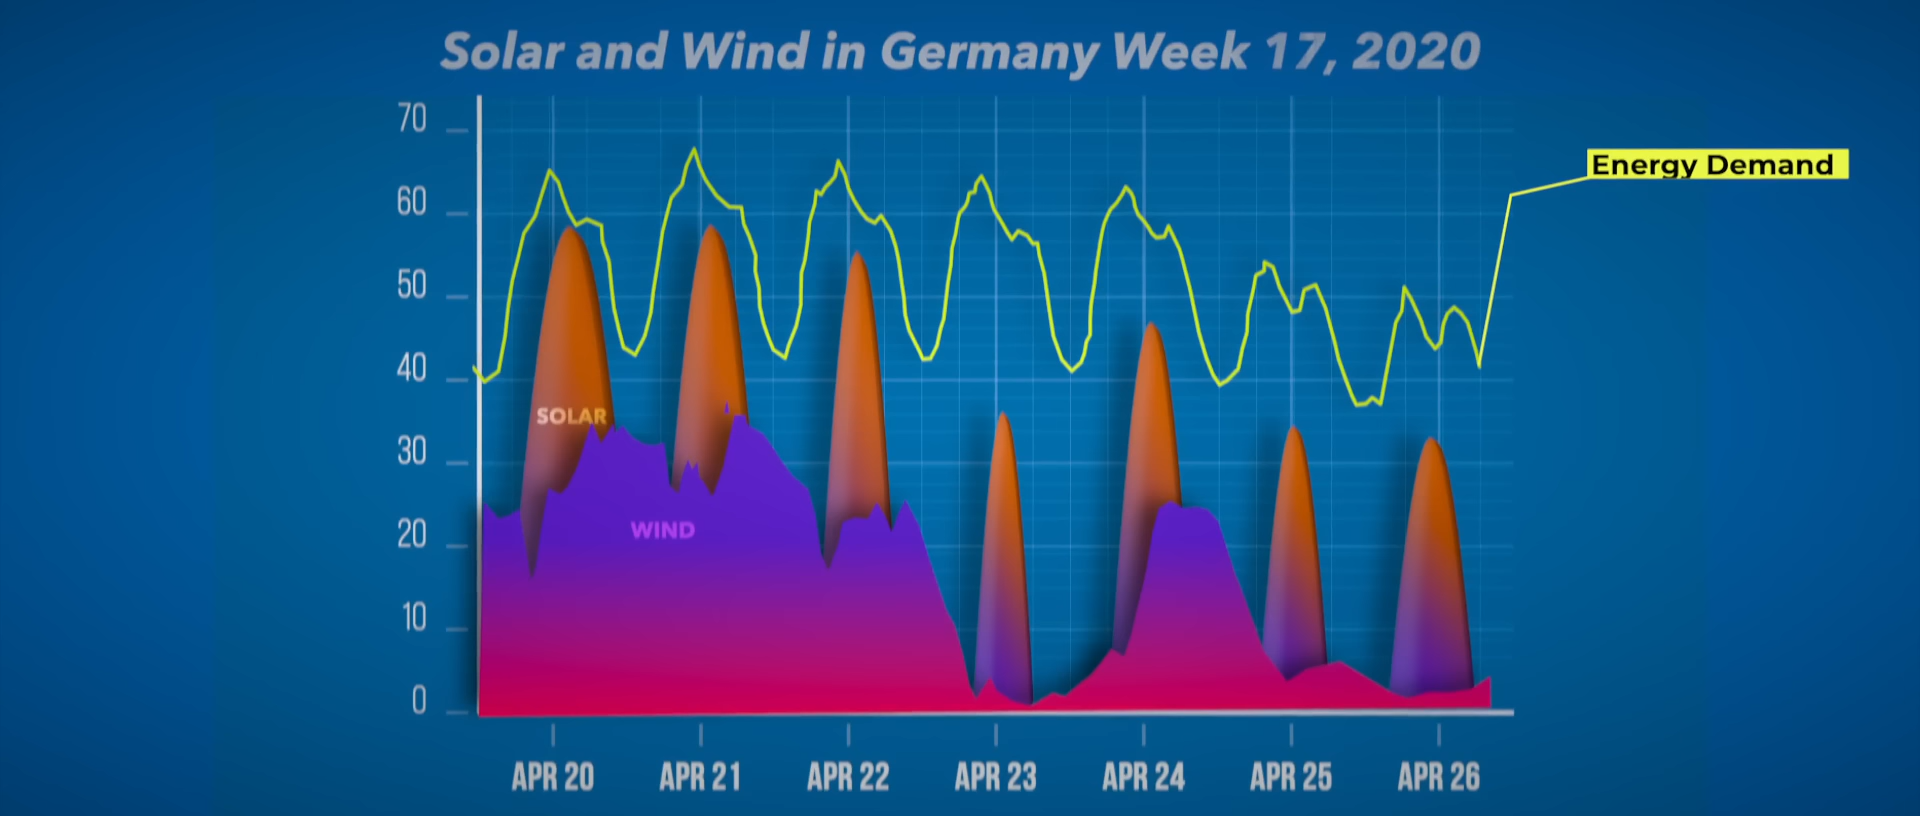 Solar and Wind in Germany Week 17, 2020
70
60
50
40
30
20
10
0
Energy Demand
SOLAR
WIND
APR 20 APR 21 APR 22 APR 23 APR 24 APR 25 APR 26